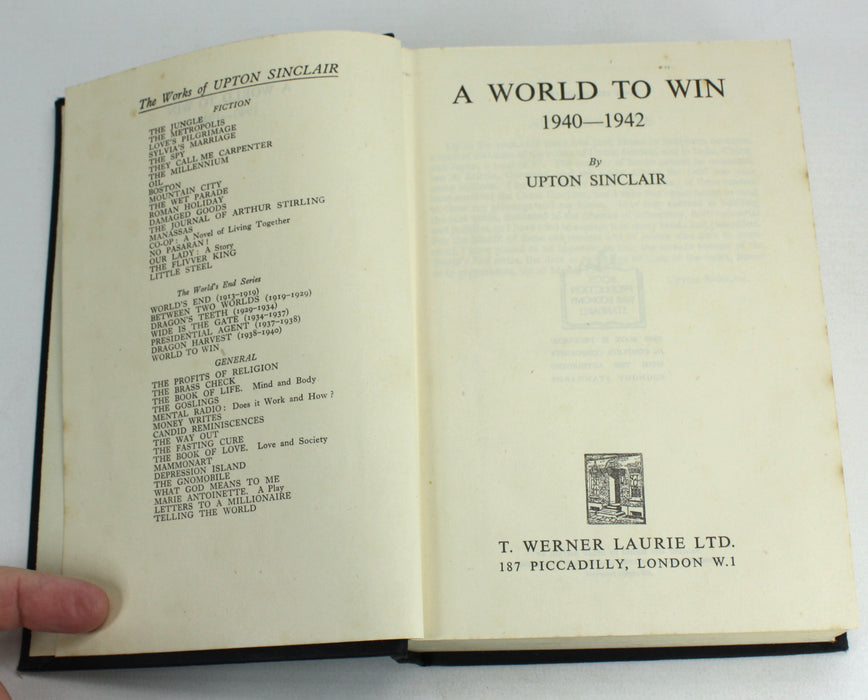 The Works of UPTON SINCLAIR
FICTION
THE JUNGLE
THE METROPOLIS
LOVE'S PILGRIMAGE
SYLVIA'S MARRIAGE
THE SPY
THEY CALL ME CARPENTER
THE MILLENNIUM
OIL
BOSTON
MOUNTAIN CITY
THE WET PARADE
ROMAN HOLIDAY
DAMAGED GOODS
THE JOURNAL OF ARTHUR STIRLING
MANASSAS
CO-OP: A Novel of Living Together
NO PASARAN!
OUR LADY: A Story
THE FLIVVER KING
LITTLE STEEL
The World's End Series
WORLD'S END (1913-1919)
BETWEEN TWO WORLDS (1919-1929)
DRAGON'S TEETH (1929-1934)
WIDE IS THE GATE (1934-1937)
PRESIDENTIAL AGENT (1937-1938)
DRAGON HARVEST (1938-1940)
WORLD TO WIN
GENERAL
THE PROFITS OF RELIGION
THE BRASS CHECK
THE BOOK OF LIFE. Mind and Body
THE GOSLINGS
MENTAL RADIO: Does it Work and How?
MONEY WRITES
CANDID REMINISCENCES
THE WAY OUT
THE FASTING CURE
THE BOOK OF LOVE. Love and Society
MAMMONART
DEPRESSION ISLAND
THE GNOMOBILE
WHAT GOD MEANS TO ME
MARIE ANTOINETTE. A Play
LETTERS TO A MILLIONAIRE
TELLING THE WORLD
A WORLD TO WIN
1940—1942
By
UPTON SINCLAIR
T. WERNER LAURIE LTD.
187 PICCADILLY, LONDON W.1